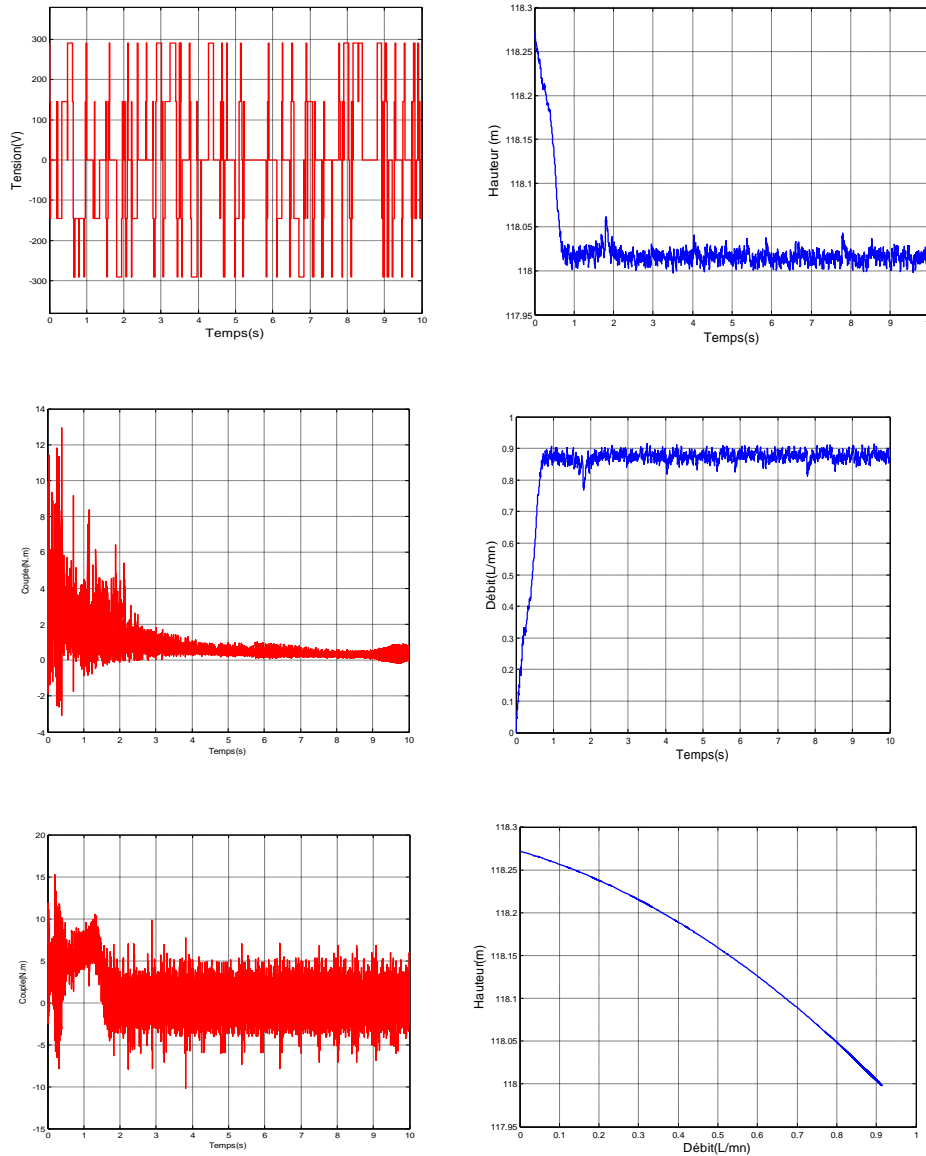 300
200
100
0
-100
-200
-300
Tension(V)
0 1 2 3 4 5 6 7 8 9 10
Temps(s)
118.3
118.25
118.2
118.15
118.1
118.05
118
117.95
Hauteur (m)
0 1 2 3 4 5 6 7 8 9
Temps(s)
14
12
10
8
6
4
2
0
-2
-4
Couple(N.m)
0 1 2 3 4 5 6 7 8 9 10
Temps(s)
1
0.9
0.8
0.7
0.6
0.5
0.4
0.3
0.2
0.1
0
Débit(L/mn)
0 1 2 3 4 5 6 7 8 9 10
Temps(s)
20
15
10
5
0
-5
-10
-15
Couple(N.m)
0 1 2 3 4 5 6 7 8 9 10
Temps(s)
118.3
118.25
118.2
118.15
118.1
118.05
118
117.95
Hauteur(m)
0 0.1 0.2 0.3 0.4 0.5 0.6 0.7 0.8 0.9 1
Débit(L/mn)